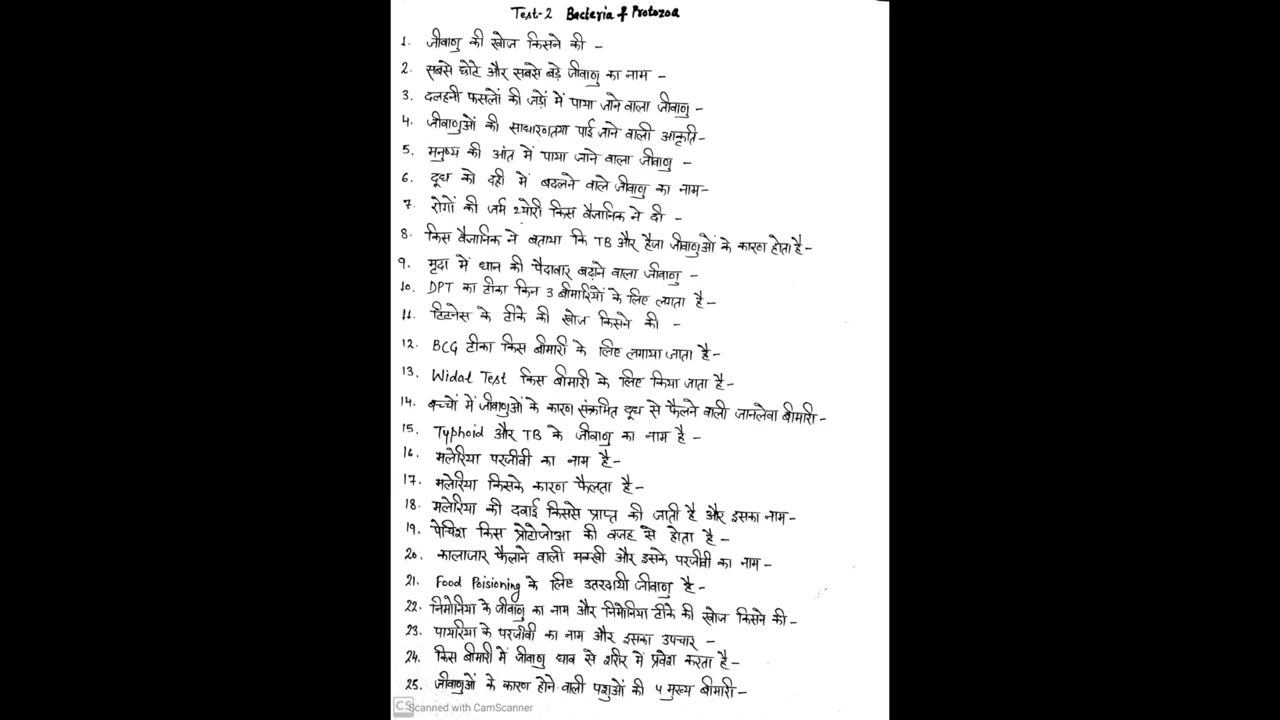 Test-2 Bacteria & Protozoa
1. जीवाणु की खोज किसने की -
2. सबसे छोटे और सबसे बड़े जीवाणु का नाम -
3. दलहनी फसलों की जड़ों में पाया जाने वाला जीवाणु -
4. जीवाणुओं की साधारणतया पाई जाने वाली आकृति-
5. मनुष्य की आंत में पाया जाने वाला जीवाणु -
6. दूध को दही में बदलने वाले जीवाणु का नाम-
7. रोगों की जर्म थ्योरी किस वैज्ञानिक ने दी -
8. किस वैज्ञानिक ने बताया कि TB और हैजा जीवाणुओं के कारण होता है-
9. मृदा में धान की पैदावार बढ़ाने वाला जीवाणु -
10. DPT का टीका किन 3 बीमारियों के लिए लगता है-
11. टिटनेस के टीके की खोज किसने की -
12. BCG टीका किस बीमारी के लिए लगाया जाता है-
13. Widal Test किस बीमारी के लिए किया जाता है-
14. बच्चों में जीवाणुओं के कारण संक्रमित दूध से फैलने वाली जानलेवा बीमारी-
15. Typhoid और TB के जीवाणु का नाम है-
16. मलेरिया परजीवी का नाम है-
17. मलेरिया किसके कारण फैलता है-
18. मलेरिया की दवाई किससे प्राप्त की जाती है और इसका नाम-
19. पेचिश किस प्रोटोजोआ की वजह से होता है-
20. कालाजार फैलाने वाली मक्खी और इसके परजीवी का नाम-
21. Food Poisioning के लिए उतरदायी जीवाणु है-
22. निमोनिया के जीवाणु का नाम और निमोनिया टीके की खोज किसने की-
23. पायरिया के परजीवी का नाम और इसका उपचार -
24. किस बीमारी में जीवाणु घाव से शरीर में प्रवेश करता है-
25. जीवाणुओं के कारण होने वाली पशुओं की 4 मुख्य बीमारी-
CS Scanned with CamScanner